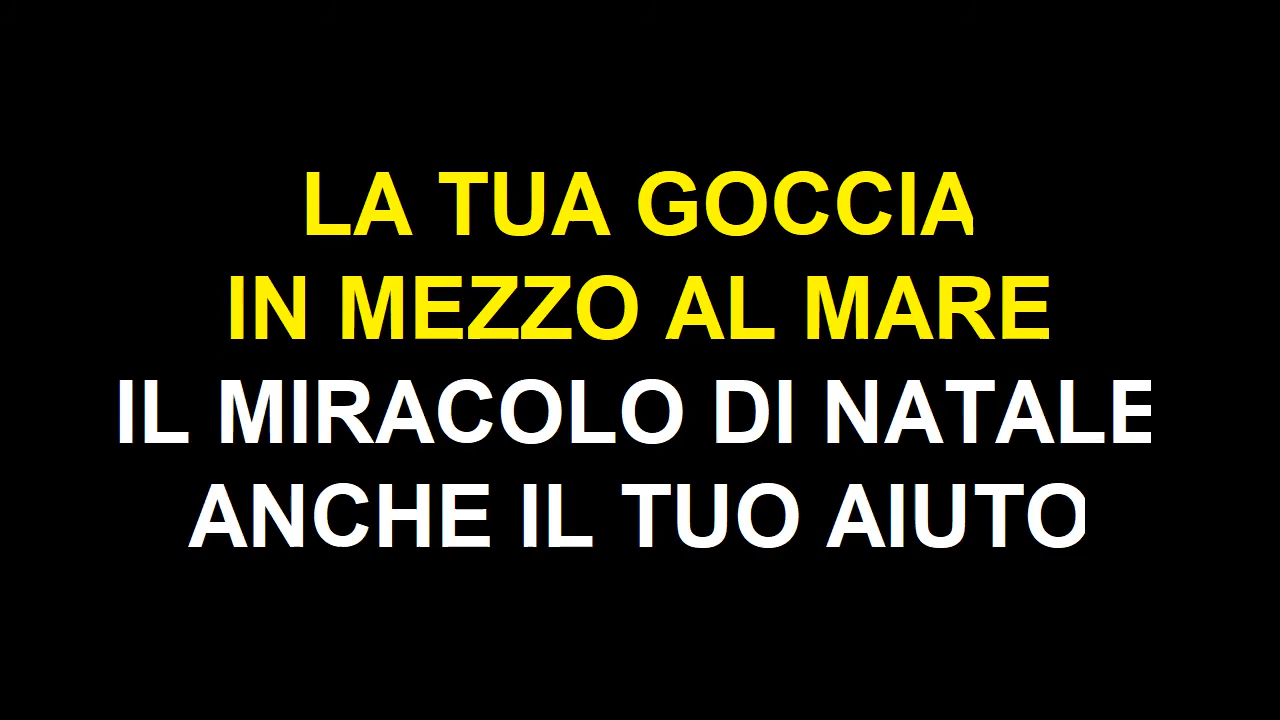 LA TUA GOCCIA
IN MEZZO AL MARE
IL MIRACOLO DI NATALE
ANCHE IL TUO AIUTO